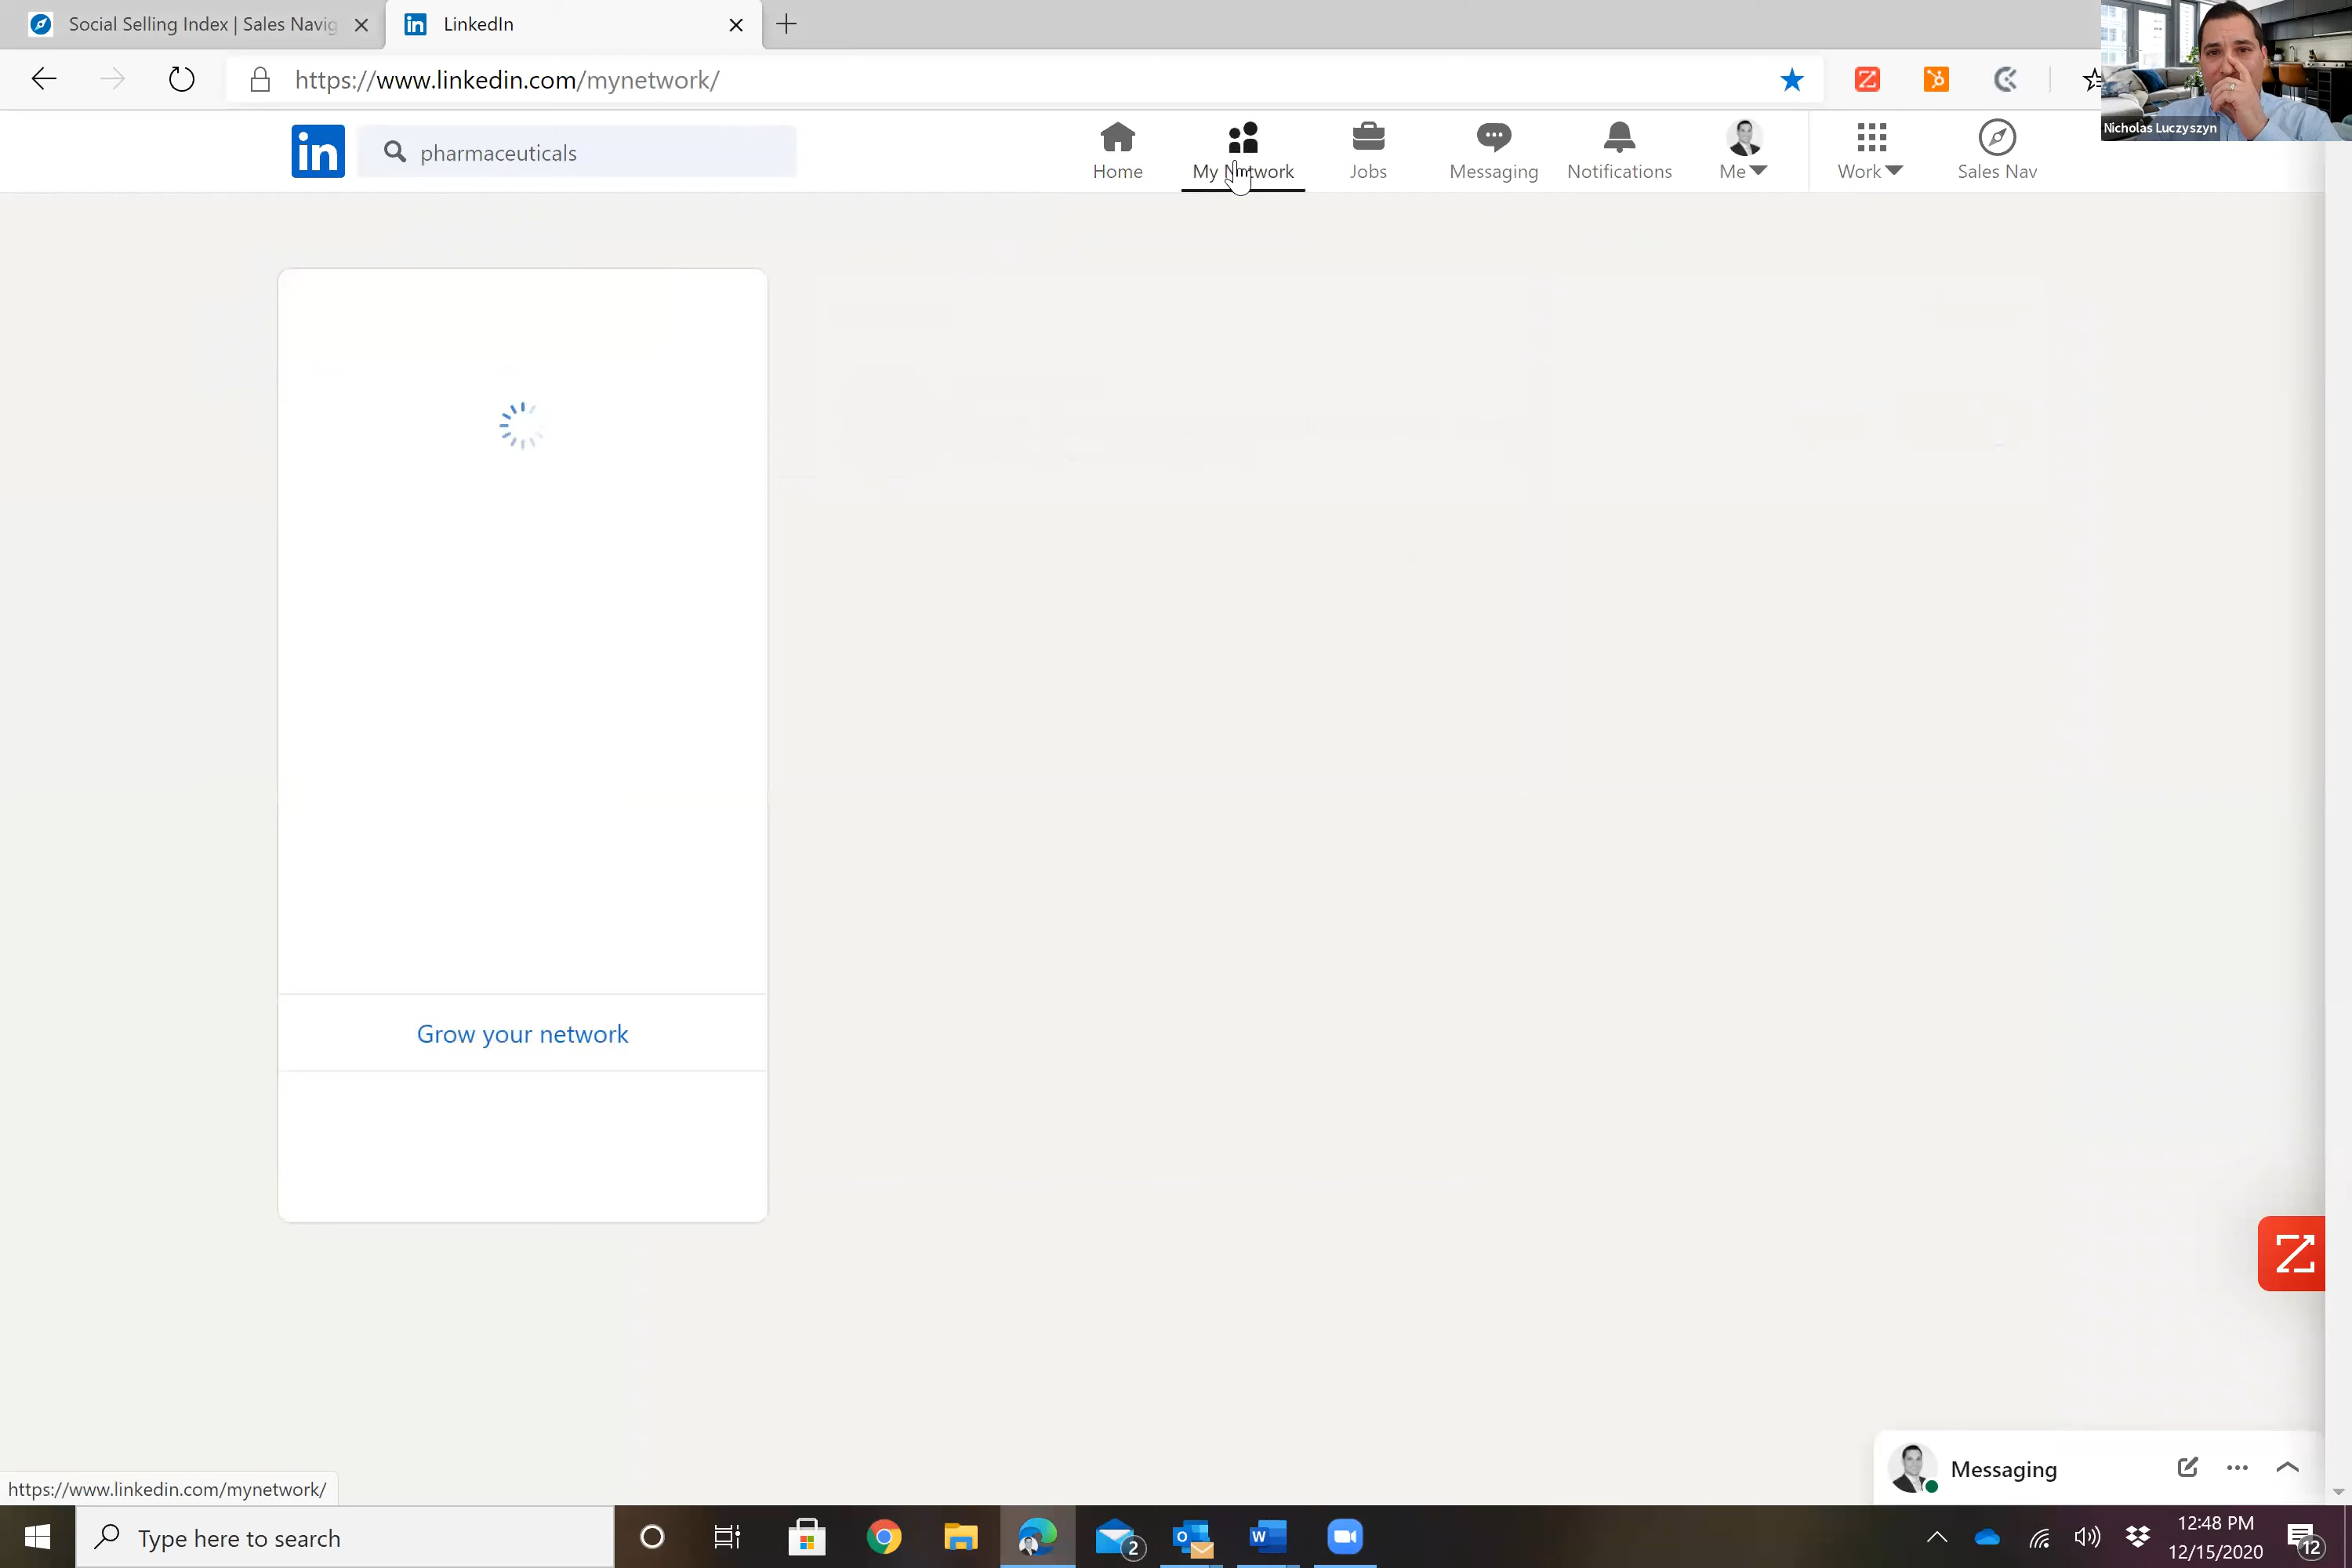 Social Selling Index | Sales Navig
LinkedIn
https://www.linkedin.com/mynetwork/
Nicholas Luczyszyn
in
pharmaceuticals
Home
My Network
Jobs
Messaging
Notifications
Me
Work
Sales Nav
Grow your network
Messaging
https://www.linkedin.com/mynetwork/
Type here to search
2
12:48 PM
12/15/2020
12